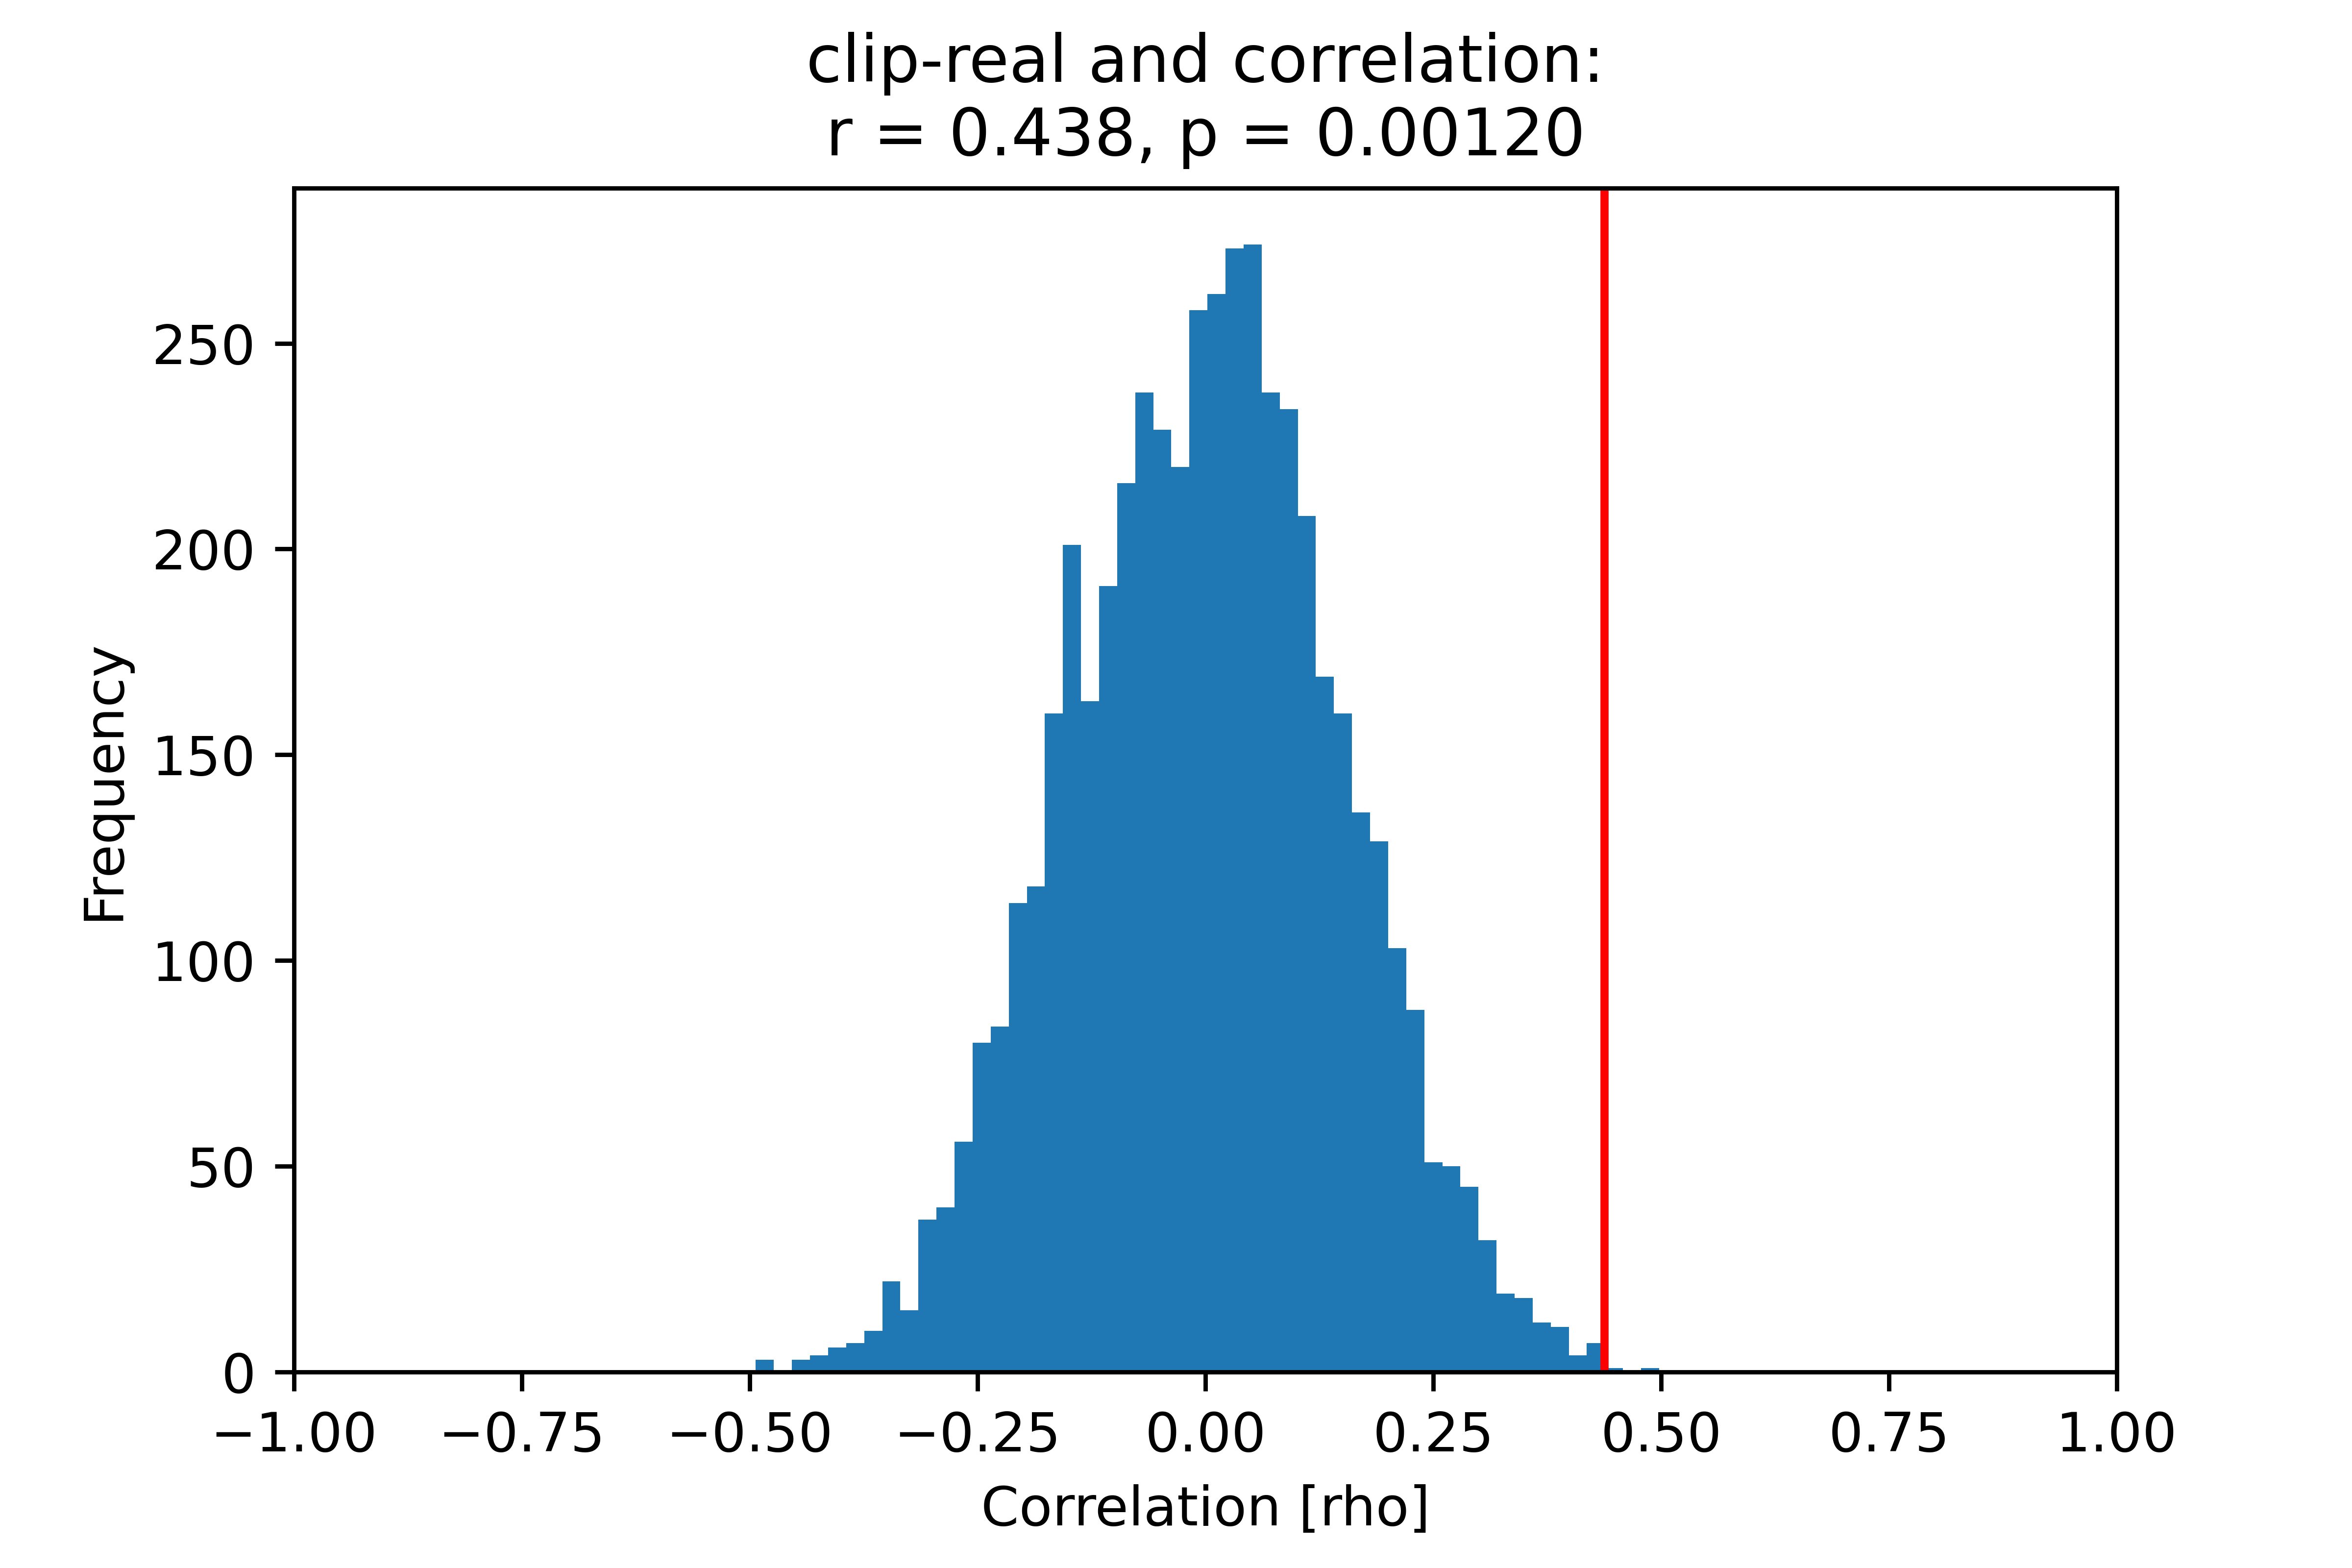 clip-real and correlation:
r = 0.438, p = 0.00120
Frequency
250
200
150
100
50
0
−1.00 −0.75 −0.50 −0.25 0.00 0.25 0.50 0.75 1.00
Correlation [rho]